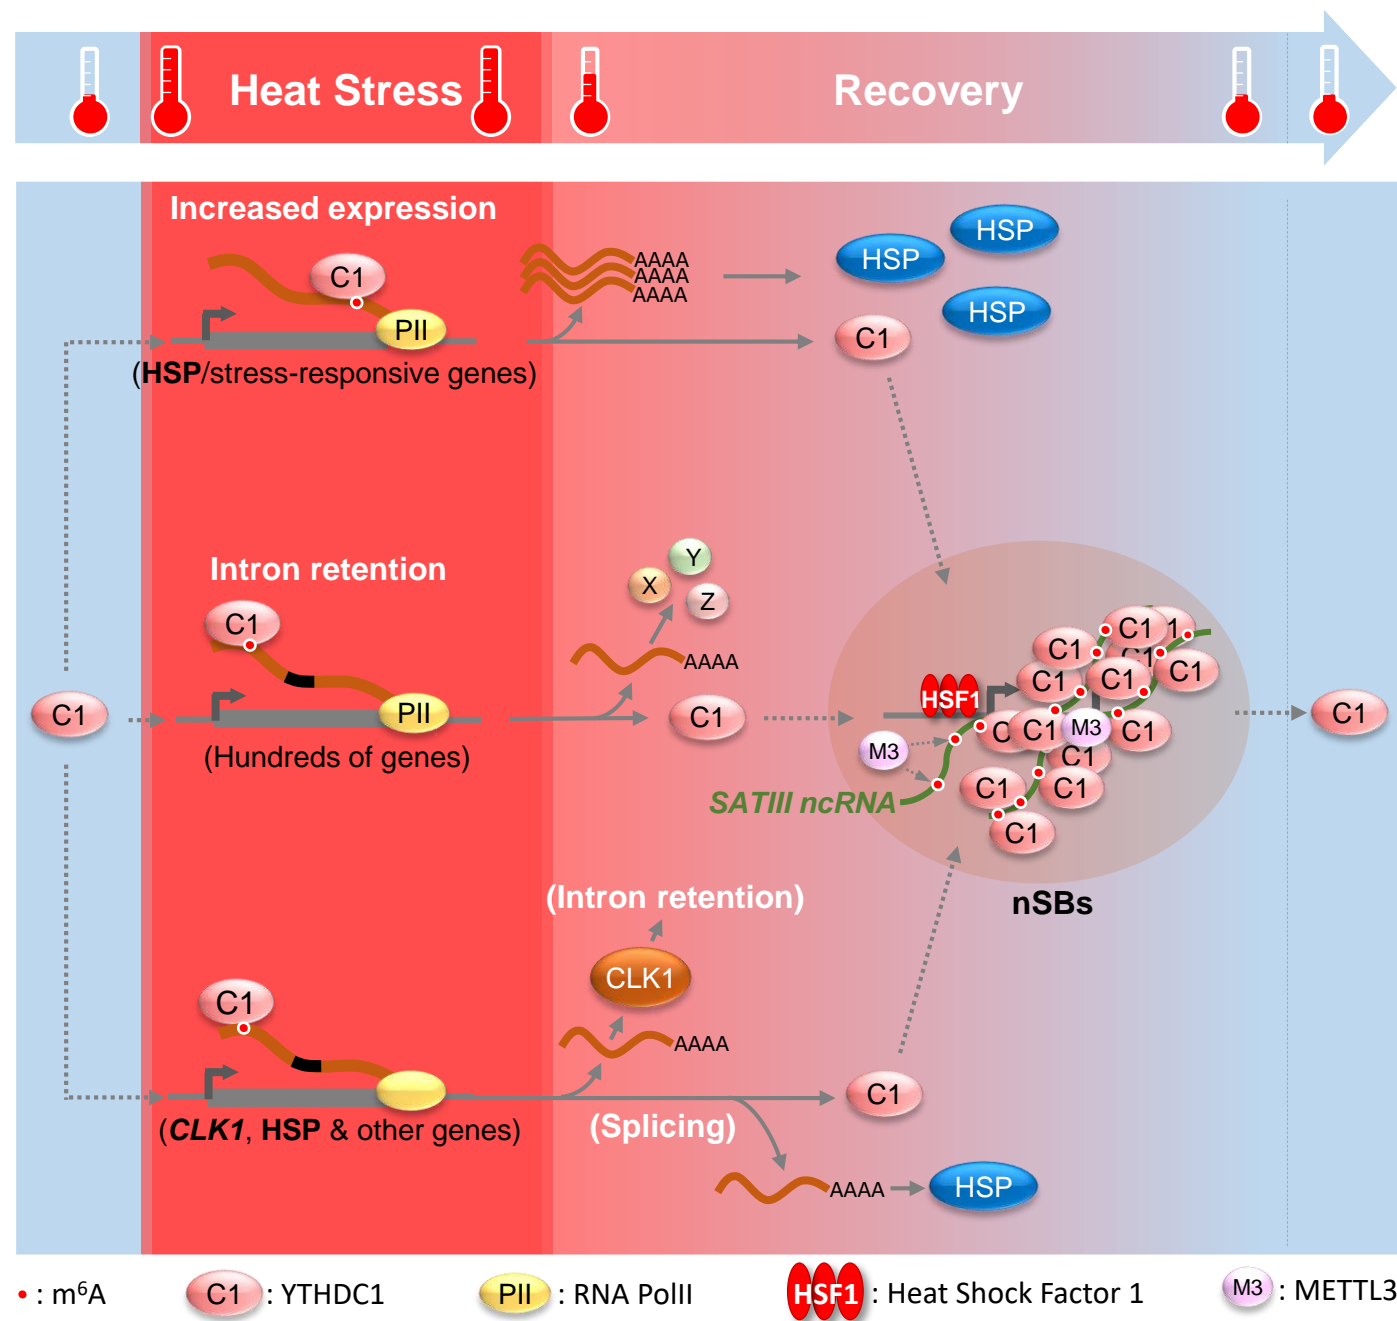 Heat Stress
Recovery
Increased expression
C1
PII
(HSP/stress-responsive genes)
AAAA
AAAA
AAAA
HSP
HSP
HSP
C1
Intron retention
C1
PII
(Hundreds of genes)
X
Y
Z
AAAA
C1
C1
HSF1
M3
SATIII ncRNA
C1
C1
C1
C1
C1
C1
C1
C1
C
C1
M3
C1
C1
C1
C1
C1
nSBs
C1
(Intron retention)
CLK1
AAAA
C1
(CLK1, HSP & other genes)
(Splicing)
C1
AAAA
HSP
: m⁶A
C1 : YTHDC1
PII : RNA PolII
HSF1 : Heat Shock Factor 1
M3 : METTL3